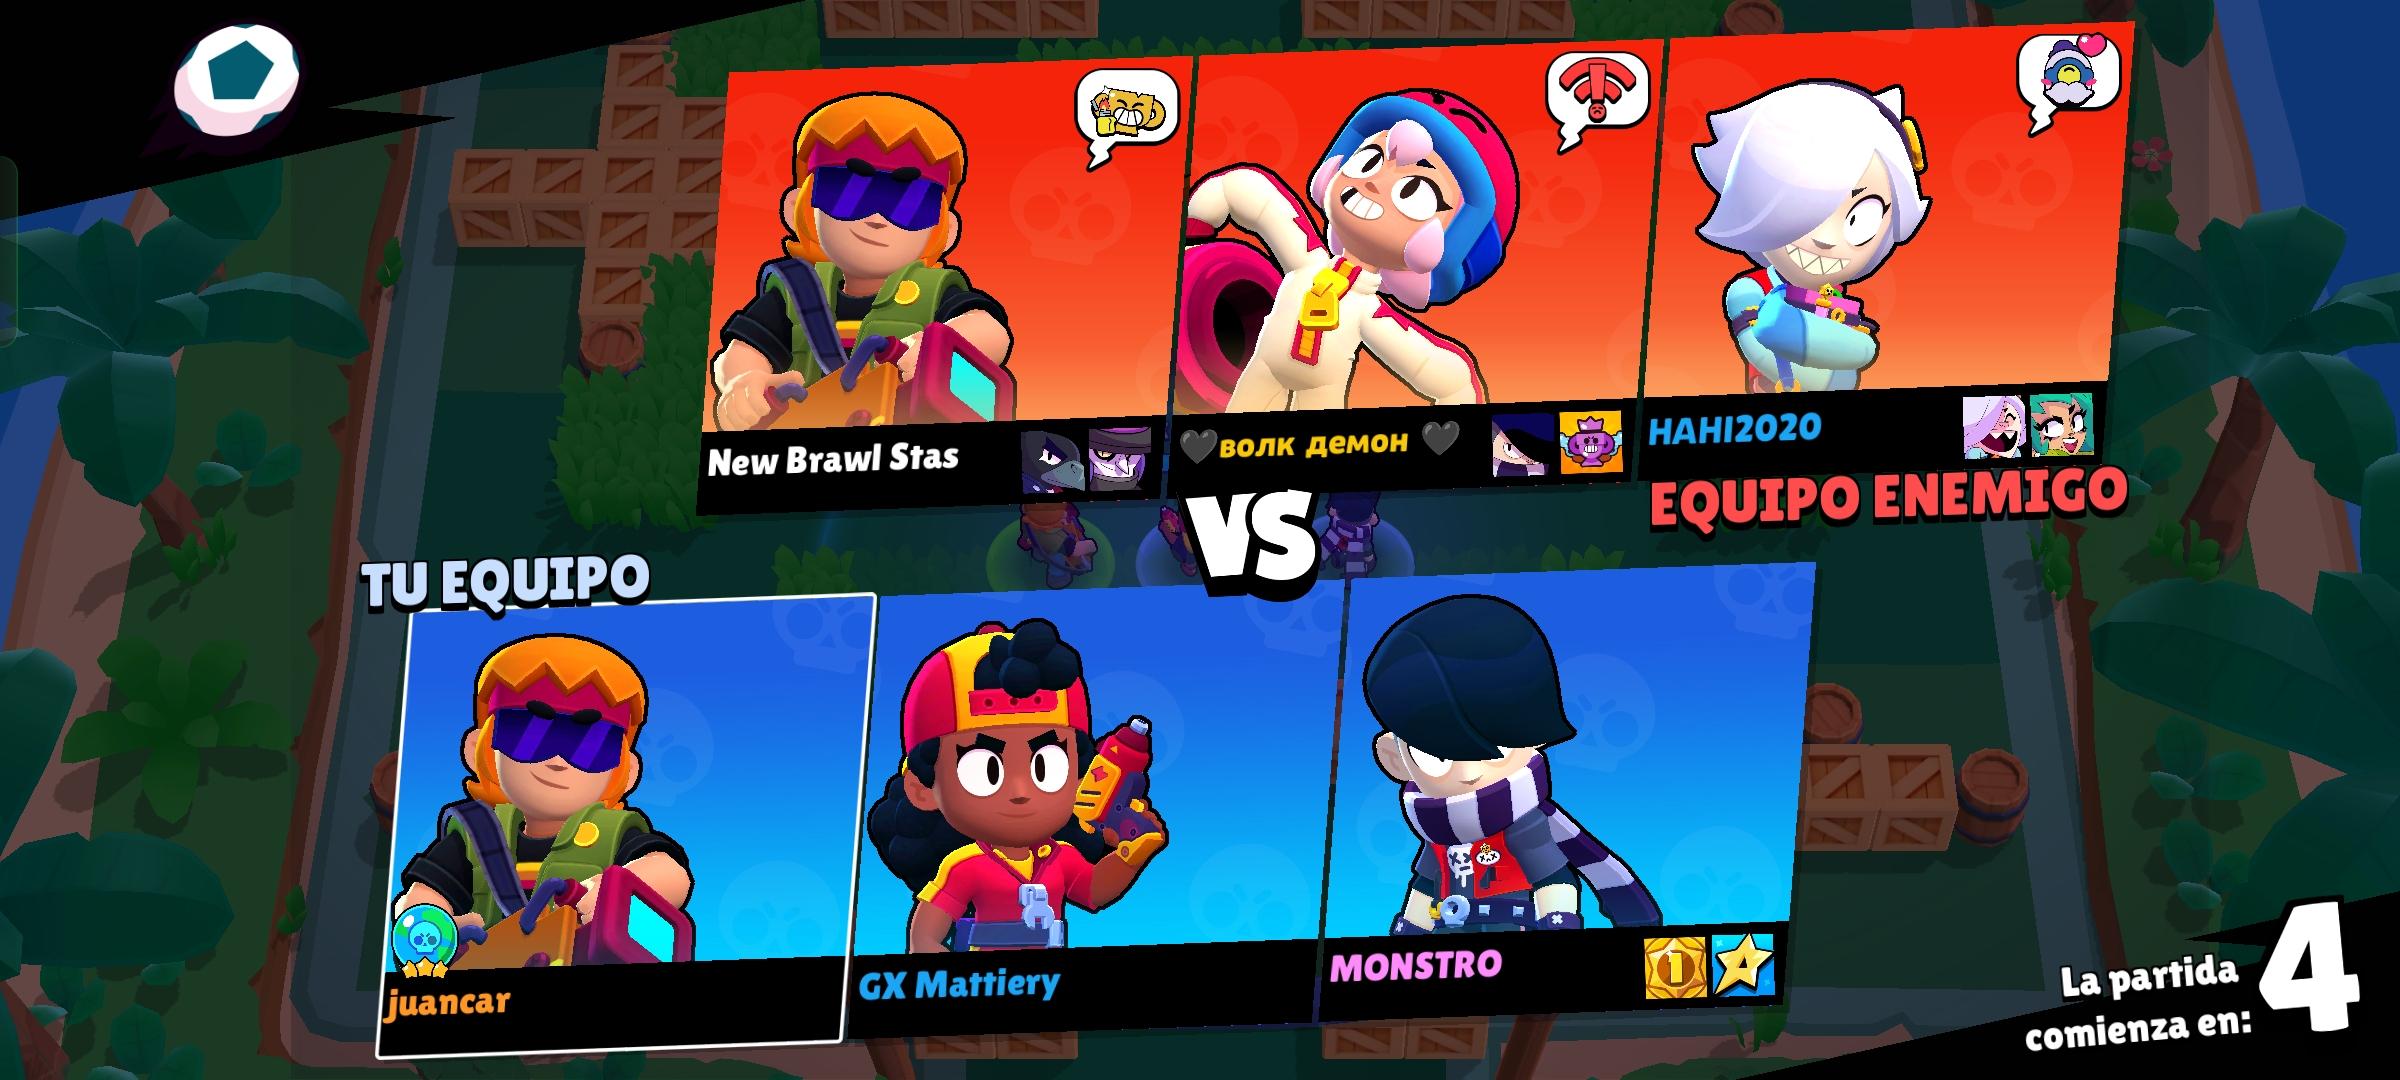 New Brawl Stas
🖤волк демон 🖤
HAHI2020
EQUIPO ENEMIGO
VS
TU EQUIPO
juancar
GX Mattiery
MONSTRO
1
La partida
comienza en:
4